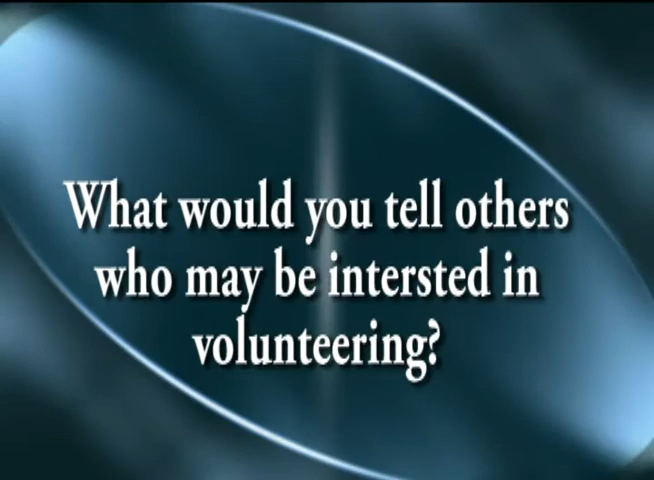 What would you tell others
who may be intersted in
volunteering?